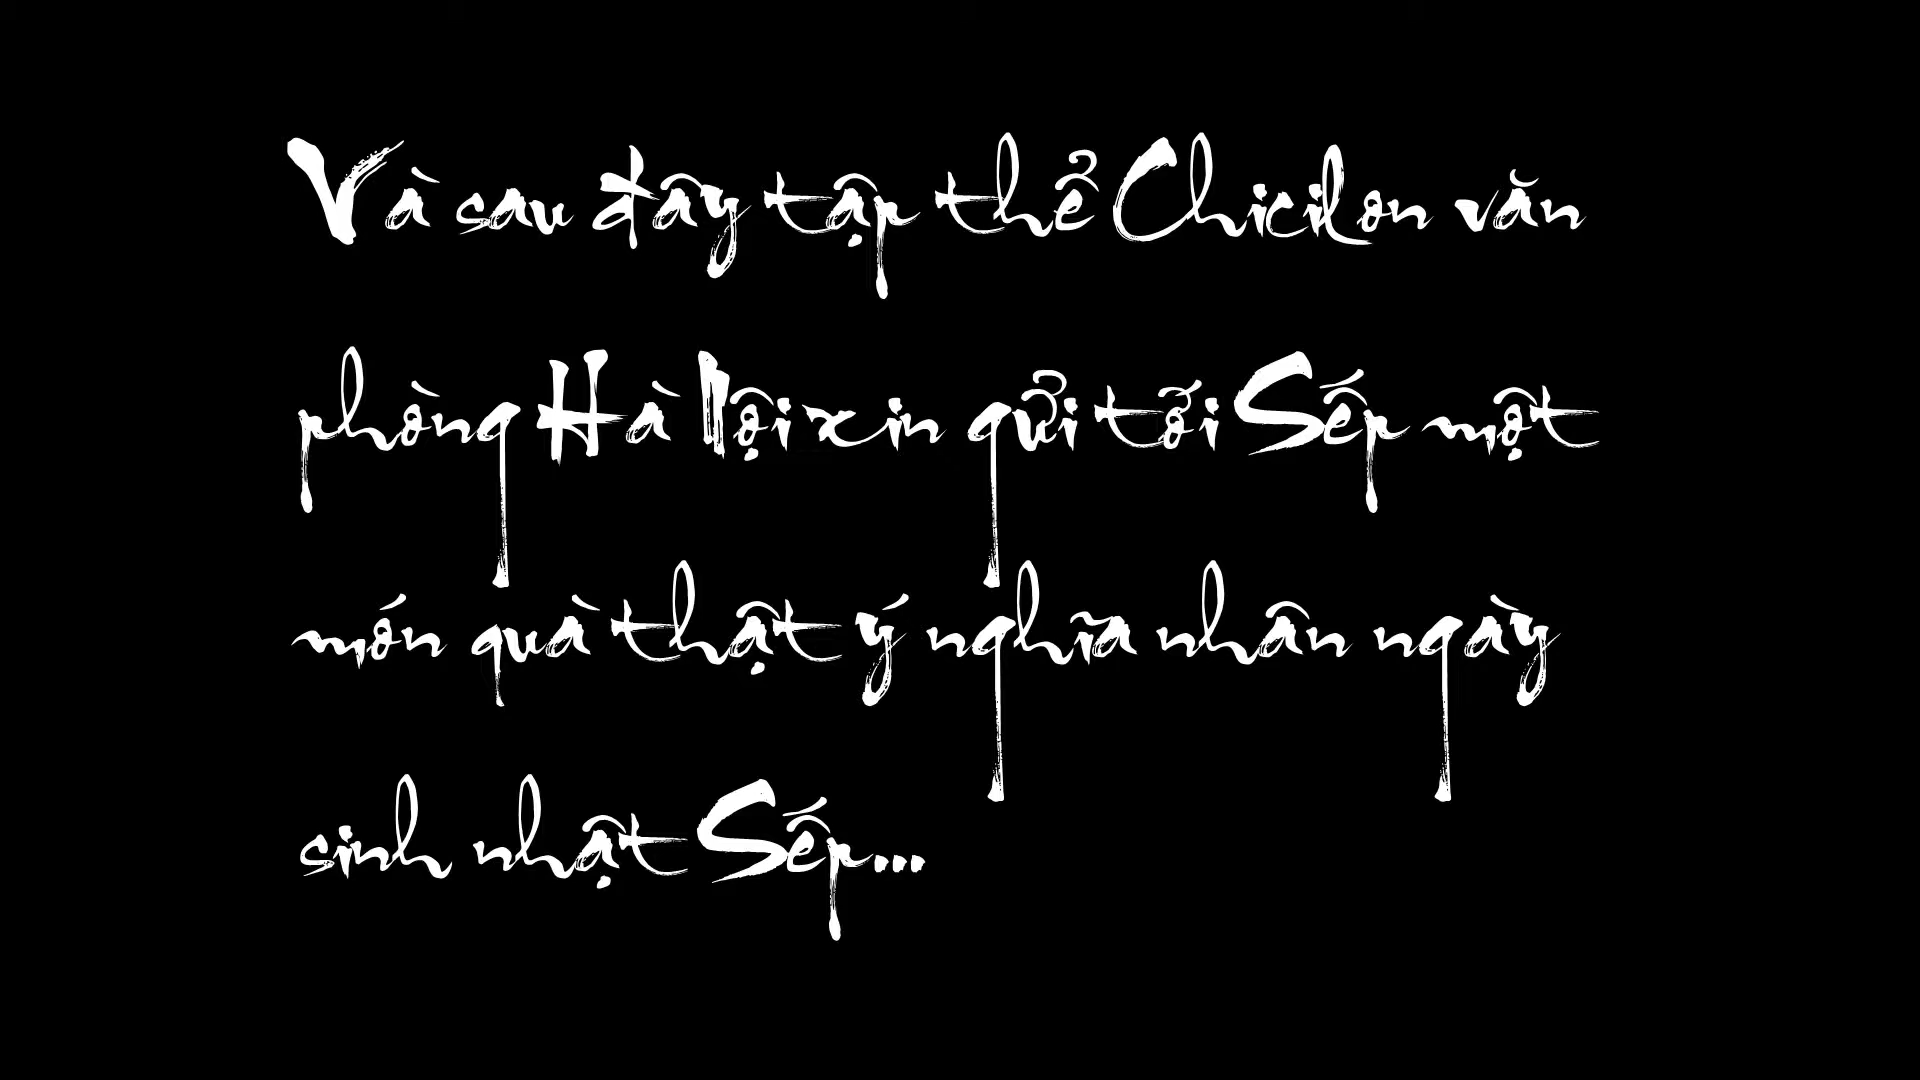 Và sau đây tập thể Chicilon văn
phòng Hà Nội xin gửi tới Sếp một
món quà thật ý nghĩa nhân ngày
sinh nhật Sếp...